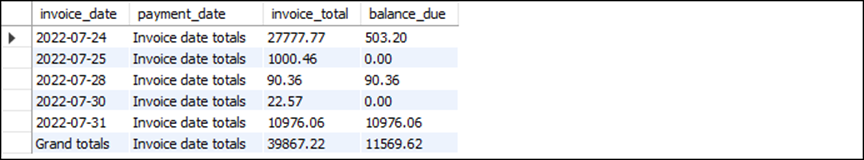 invoice_date payment_date invoice_total balance_due
2022-07-24 Invoice date totals 27777.77 503.20
2022-07-25 Invoice date totals 1000.46 0.00
2022-07-28 Invoice date totals 90.36 90.36
2022-07-30 Invoice date totals 22.57 0.00
2022-07-31 Invoice date totals 10976.06 10976.06
Grand totals Invoice date totals 39867.22 11569.62